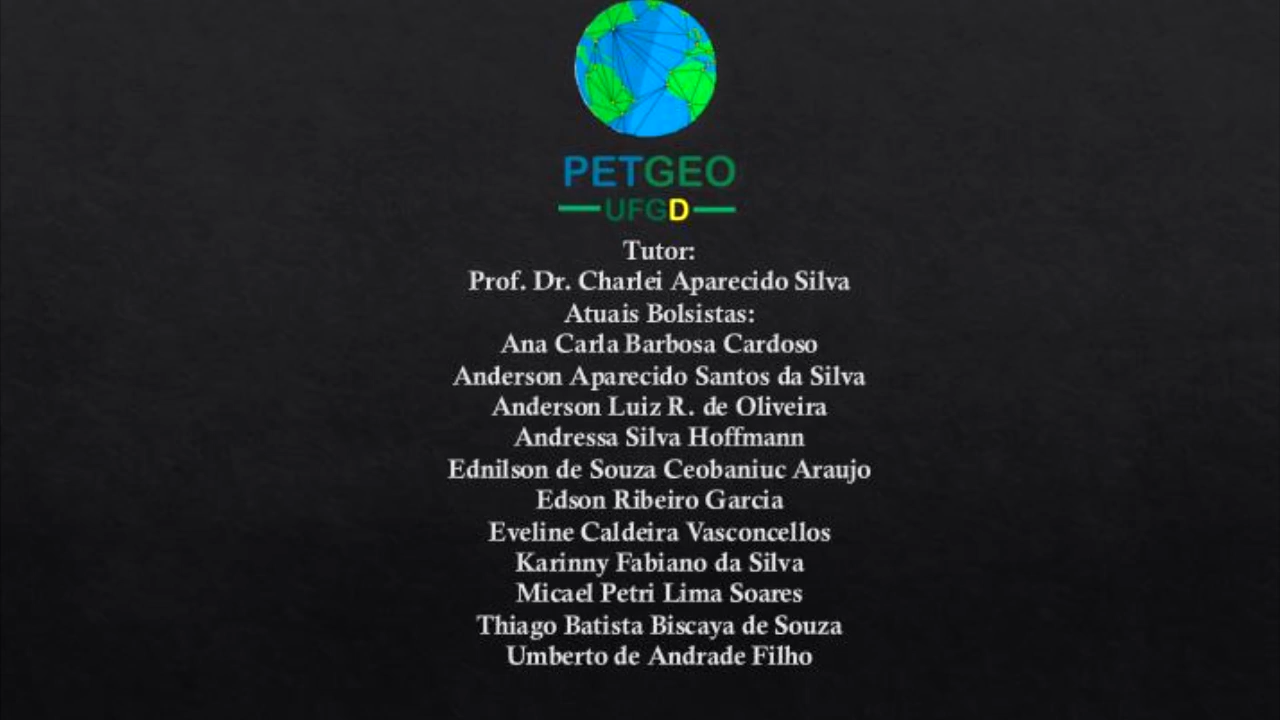 PETGEO
UFGD
Tutor:
Prof. Dr. Charlei Aparecido Silva
Atuais Bolsistas:
Ana Carla Barbosa Cardoso
Anderson Aparecido Santos da Silva
Anderson Luiz R. de Oliveira
Andressa Silva Hoffmann
Ednilson de Souza Ceobaniuc Araujo
Edson Ribeiro Garcia
Eveline Caldeira Vasconcellos
Karinny Fabiano da Silva
Micael Petri Lima Soares
Thiago Batista Biscaya de Souza
Umberto de Andrade Filho